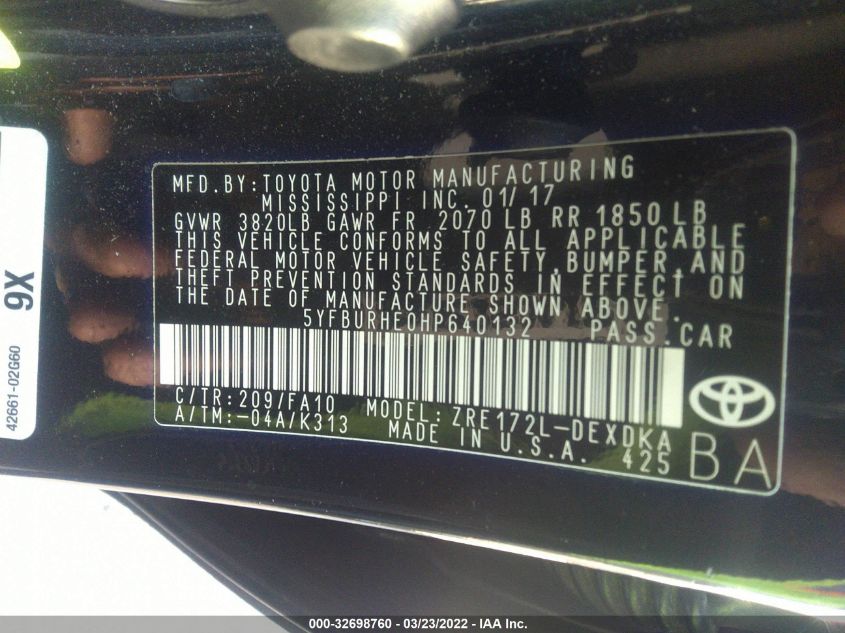 MFD.BY:TOYOTA MOTOR MANUFACTURING
MISSISSIPPI INC. 01/17
GVWR 3820LB GAWR FR 2070 LB RR 1850 LB
THIS VEHICLE CONFORMS TO ALL APPLICABLE
FEDERAL MOTOR VEHICLE SAFETY,BUMPER,AND
THEFT PREVENTION STANDARDS IN EFFECT ON
THE DATE OF MANUFACTURE SHOWN ABOVE.
5YFBURHE0HP640132 PASS.CAR
C/TR:209/FA10 MODEL:ZRE172L-DEXDKA
A/TM:-04A/K313 MADE IN U.S.A. 425
BA
9X
42661-02G60
000-32698760 - 03/23/2022 - IAA Inc.